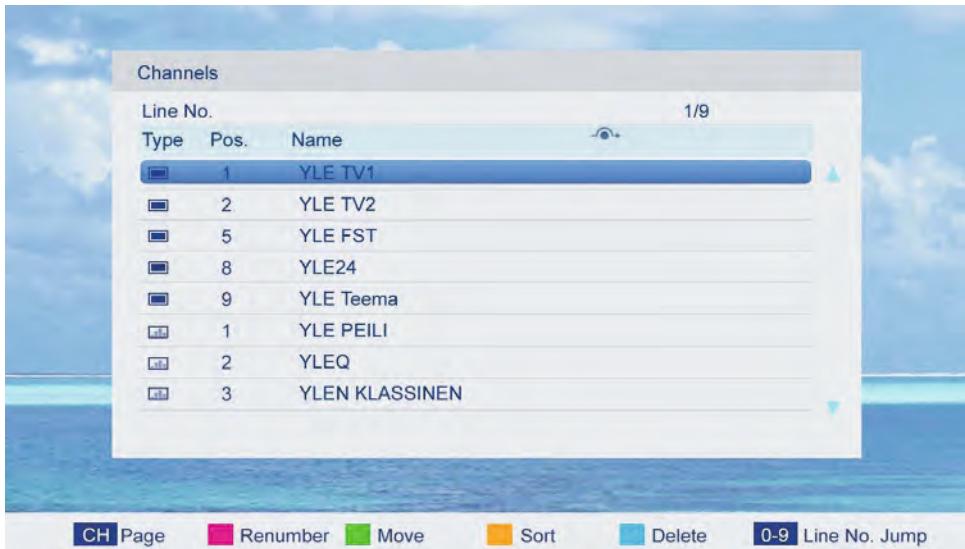 Channels
Line No. 1/9
Type Pos. Name
1 YLE TV1
2 YLE TV2
5 YLE FST
8 YLE24
9 YLE Teema
1 YLE PEILI
2 YLEQ
3 YLEN KLASSINEN
CH Page Renumber Move Sort Delete 0-9 Line No. Jump